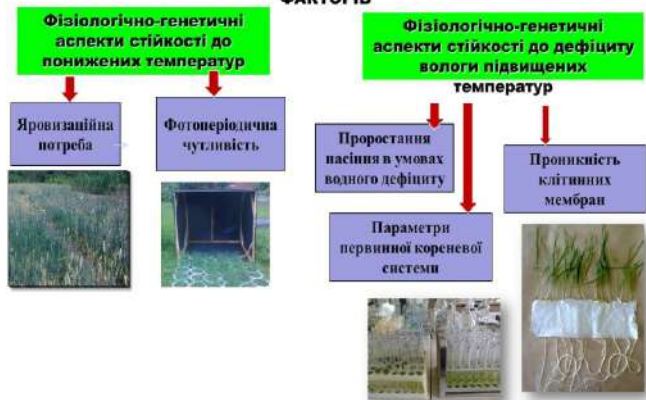 ФАКТОРІВ
Фізіологічно-генетичні
аспекти стійкості до
понижених температур
Яровизаційна
потреба
Фотоперіодична
чутливість
Фізіологічно-генетичні
аспекти стійкості до дефіциту
вологи підвищених
температур
Проростання
насіння в умовах
водного дефіциту
Проникність
клітинних
мембран
Параметри
первинної кореневої
системи